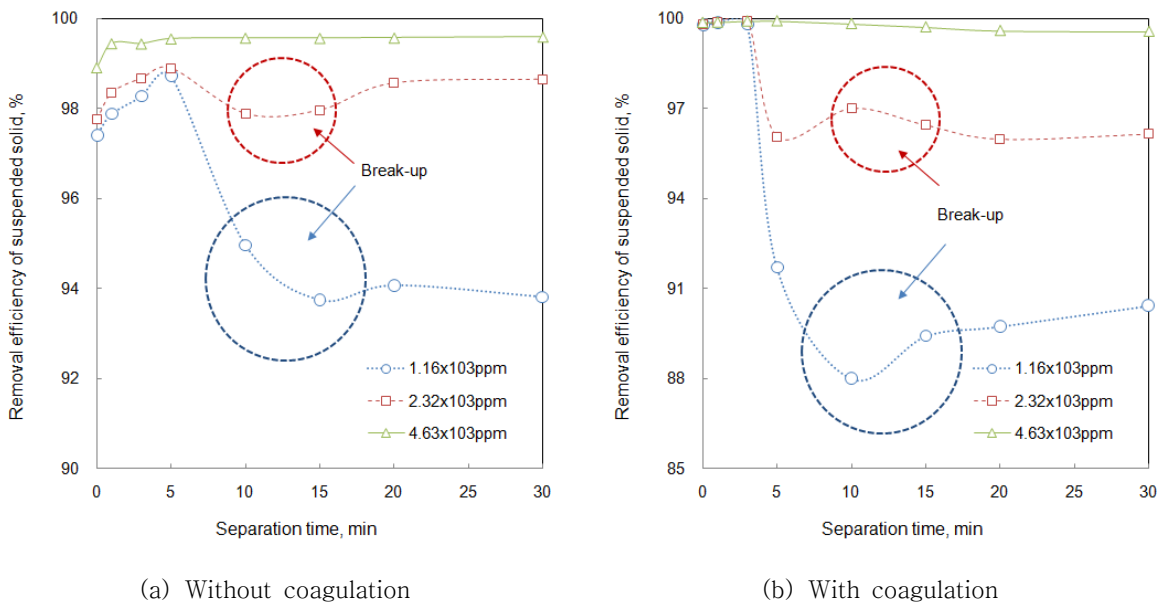 Removal efficiency of suspended solid, %
100
98
96
94
92
90
Break-up
1.16x103ppm
2.32x103ppm
4.63x103ppm
0 5 10 15 20 25 30
Separation time, min
(a) Without coagulation
Removal efficiency of suspended solid, %
100
97
94
91
88
85
Break-up
1.16x103ppm
2.32x103ppm
4.63x103ppm
0 5 10 15 20 25 30
Separation time, min
(b) With coagulation